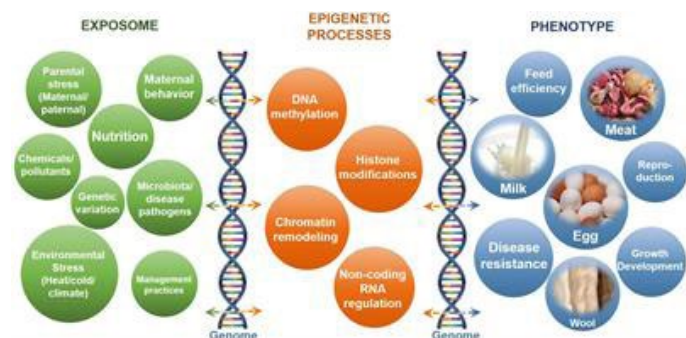 EXPOSOME
Parental
stress
(Maternal/
paternal)
Maternal
behavior
Nutrition
Chemicals/
pollutants
Genetic
variation
Microbiota/
disease
pathogens
Environmental
Stress
(Heat/cold/
climate)
Management
practices
Genome
EPIGENETIC
PROCESSES
DNA
methylation
Histone
modifications
Chromatin
remodeling
Non-coding
RNA
regulation
Genome
PHENOTYPE
Feed
efficiency
Meat
Milk
Repro-
duction
Egg
Disease
resistance
Growth
Development
Wool